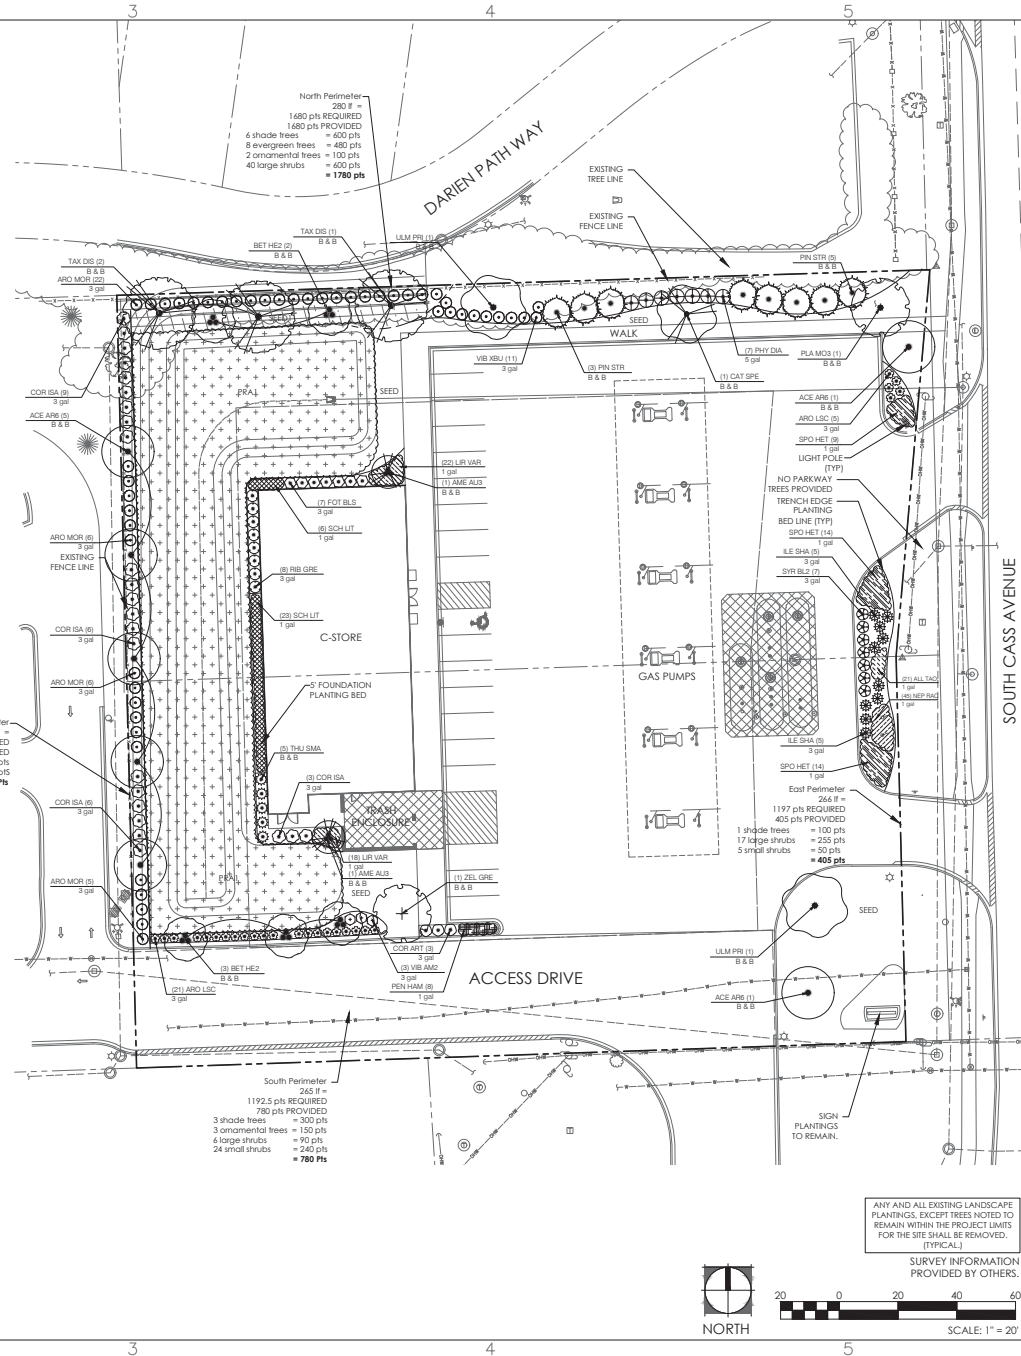 3
4
5
North Perimeter
280 lf =
1680 pts REQUIRED
1680 pts PROVIDED
6 shade trees = 600 pts
8 evergreen trees = 480 pts
2 ornamental trees = 100 pts
40 large shrubs = 600 pts
= 1780 pts
DARIEN PATH WAY
EXISTING
TREE LINE
EXISTING
FENCE LINE
TAX DIS (1)
B & B
ULM PRI (1)
B & B
BET HE2 (2)
B & B
TAX DIS (2)
B & B
ARO MOR (22)
3 gal
PIN STR (5)
B & B
SEED
SEED
WALK
VIB XBU (11)
3 gal
(3) PIN STR
B & B
(7) PHY DIA
5 gal
(1) CAT SPE
B & B
PLA MO3 (1)
B & B
COR ISA (9)
3 gal
ACE AR6 (5)
B & B
PRA1
SEED
ACE AR6 (1)
B & B
ARO LSC (5)
3 gal
SPO HET (9)
1 gal
LIGHT POLE
(TYP)
(22) LIR VAR
1 gal
(1) AME AU3
B & B
NO PARKWAY
TREES PROVIDED
TRENCH EDGE
PLANTING
BED LINE (TYP)
(7) FOT BLS
3 gal
(6) SCH LIT
1 gal
SPO HET (14)
1 gal
ILE SHA (5)
3 gal
SYR BL2 (7)
3 gal
ARO MOR (6)
3 gal
EXISTING
FENCE LINE
(8) RIB GRE
3 gal
(23) SCH LIT
1 gal
C-STORE
COR ISA (6)
3 gal
ARO MOR (6)
3 gal
GAS PUMPS
5' FOUNDATION
PLANTING BED
(21) ALL TAO
1 gal
(45) NEP RAC
1 gal
SOUTH CASS AVENUE
(5) THU SMA
B & B
(3) COR ISA
3 gal
ILE SHA (5)
3 gal
SPO HET (14)
1 gal
TRASH
ENCLOSURE
COR ISA (6)
3 gal
East Perimeter
266 lf =
1197 pts REQUIRED
405 pts PROVIDED
1 shade trees = 100 pts
17 large shrubs = 255 pts
5 small shrubs = 50 pts
= 405 pts
(18) LIR VAR
1 gal
(1) AME AU3
B & B
SEED
PRA1
ARO MOR (5)
3 gal
(1) ZEL GRE
B & B
SEED
COR ART (3)
3 gal
(3) VIB AM2
3 gal
PEN HAM (8)
1 gal
(3) BET HE2
B & B
(21) ARO LSC
3 gal
ACCESS DRIVE
ULM PRI (1)
B & B
ACE AR6 (1)
B & B
South Perimeter
265 lf =
1192.5 pts REQUIRED
780 pts PROVIDED
3 shade trees = 300 pts
3 ornamental trees = 150 pts
6 large shrubs = 90 pts
24 small shrubs = 240 pts
= 780 Pts
SIGN
PLANTINGS
TO REMAIN.
ANY AND ALL EXISTING LANDSCAPE
PLANTINGS, EXCEPT TREES NOTED TO
REMAIN WITHIN THE PROJECT LIMITS
FOR THE SITE SHALL BE REMOVED.
(TYPICAL.)
SURVEY INFORMATION
PROVIDED BY OTHERS.
NORTH
20 0 20 40 60
SCALE: 1" = 20'
3
4
5